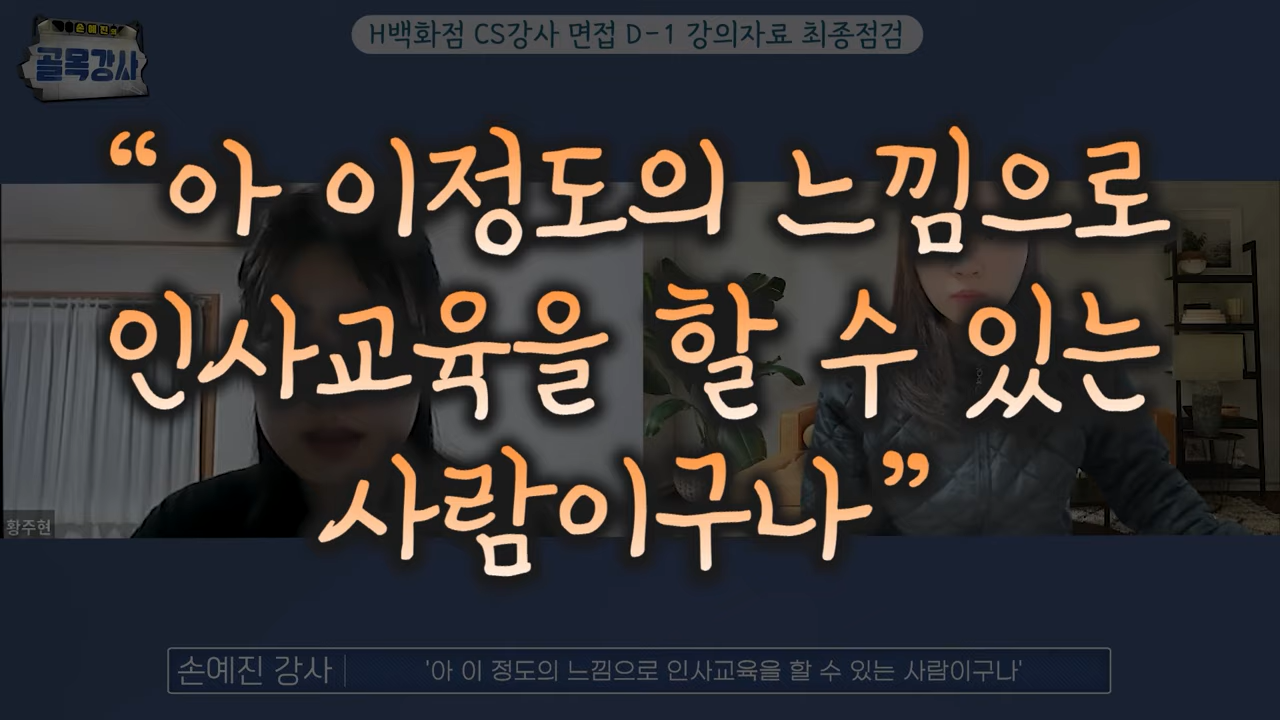 손예진의
골목강사
H백화점 CS강사 면접 D-1 강의자료 최종점검
“아 이정도의 느낌으로
인사교육을 할 수 있는
사람이구나”
황주현
손예진 강사
'아 이 정도의 느낌으로 인사교육을 할 수 있는 사람이구나'